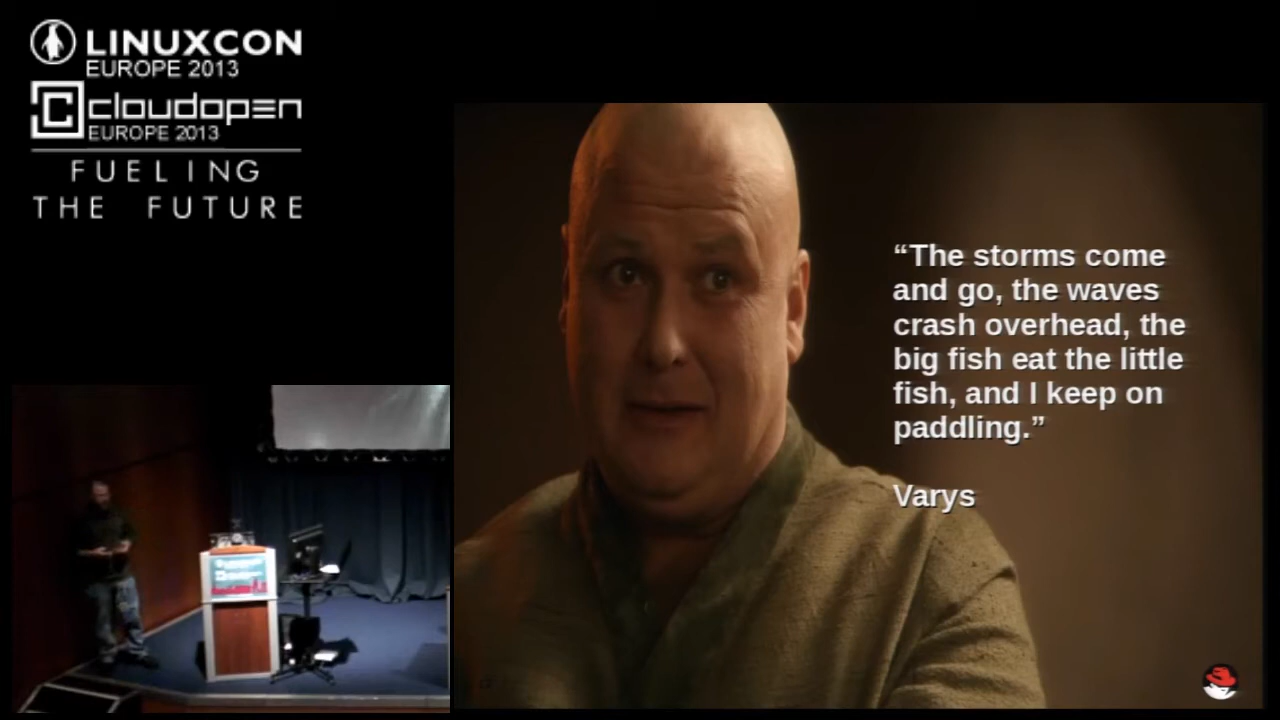 LINUXCON
EUROPE 2013
cloudopen
EUROPE 2013
FUELING
THE FUTURE
“The storms come
and go, the waves
crash overhead, the
big fish eat the little
fish, and I keep on
paddling.”
Varys